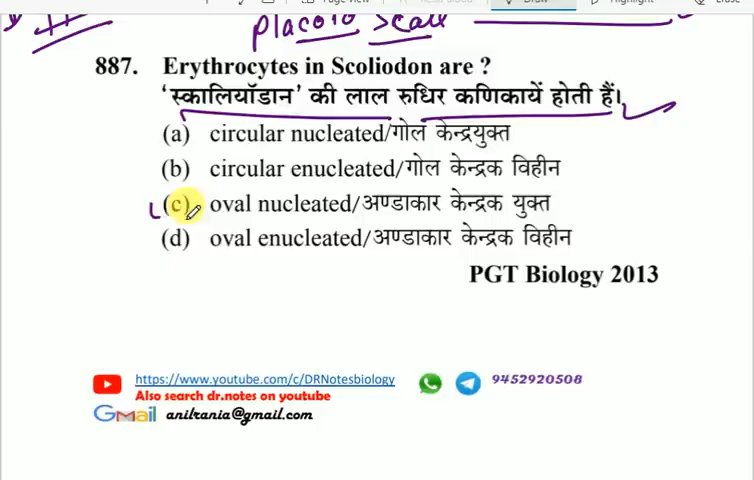 Placoid Scale
887. Erythrocytes in Scoliodon are ?
'स्कालियॉडान' की लाल रुधिर कणिकायें होती हैं।
(a) circular nucleated/गोल केन्द्रयुक्त
(b) circular enucleated/गोल केन्द्रक विहीन
(c) oval nucleated/अण्डाकार केन्द्रक युक्त
(d) oval enucleated/अण्डाकार केन्द्रक विहीन
PGT Biology 2013
https://www.youtube.com/c/DRNotesbiology 9452920508
Also search dr.notes on youtube
Gmail anilrania@gmail.com